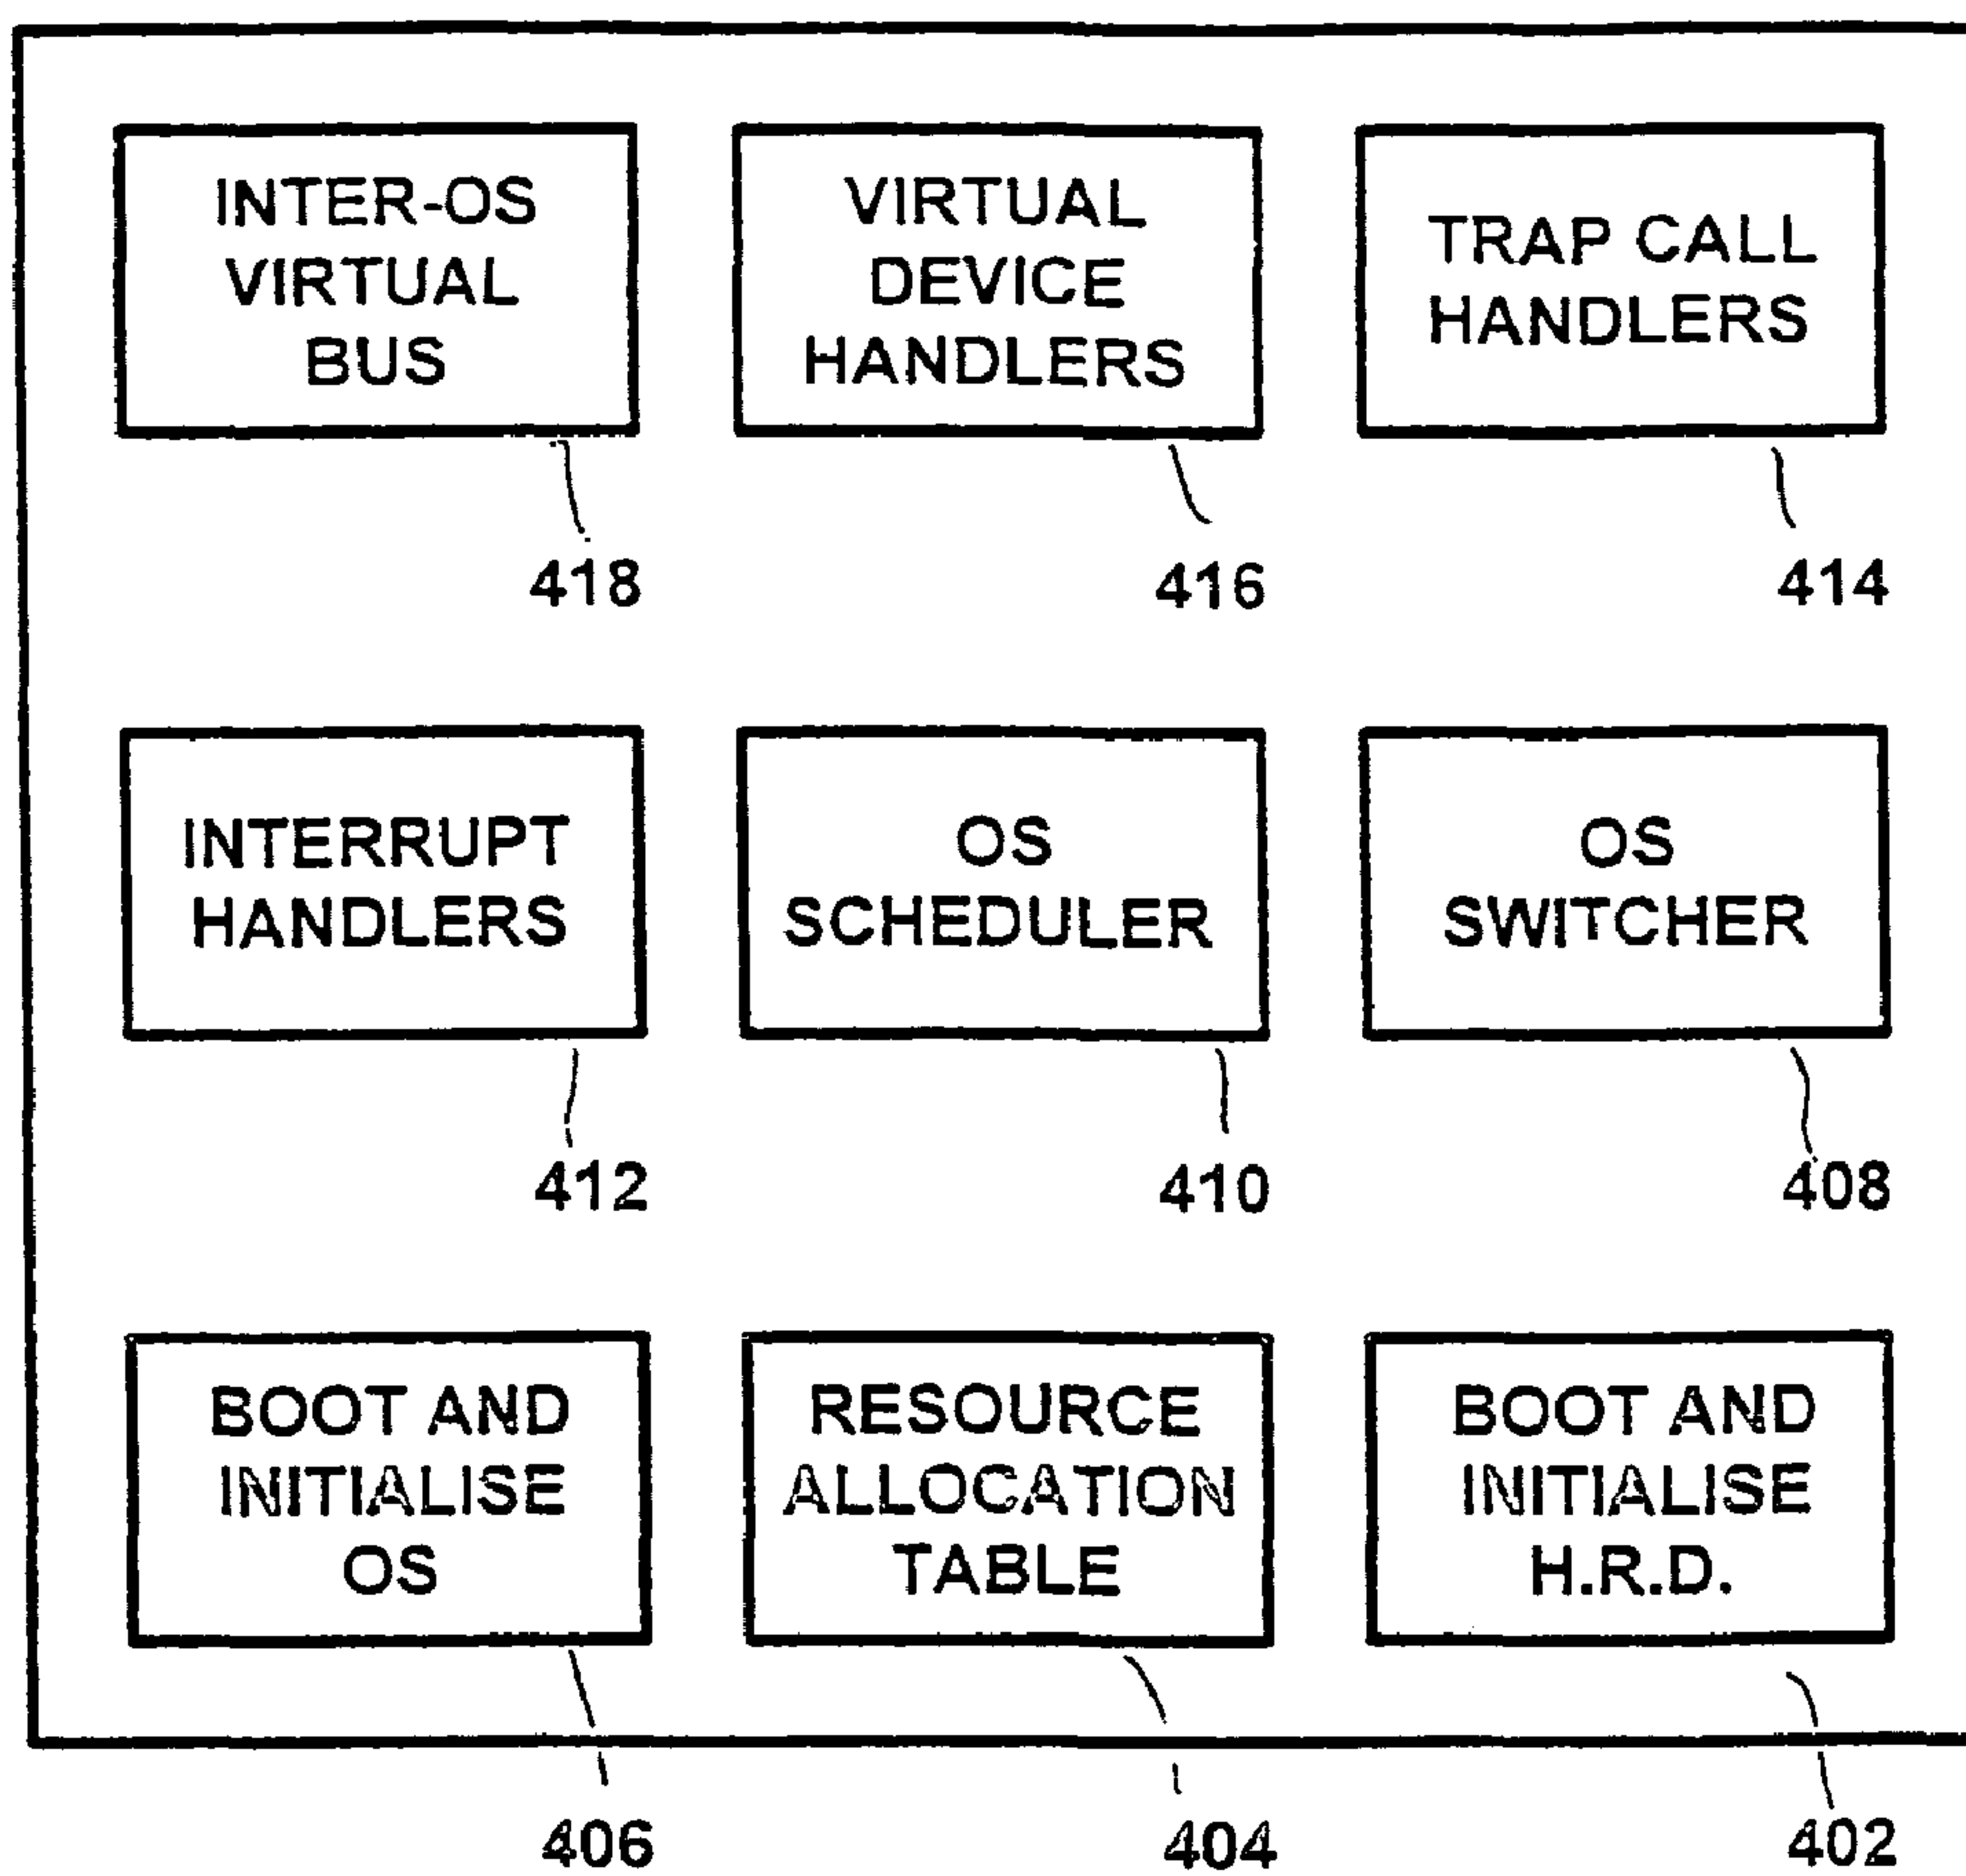 INTER-OS
VIRTUAL
BUS
418
VIRTUAL
DEVICE
HANDLERS
416
TRAP CALL
HANDLERS
414
INTERRUPT
HANDLERS
412
OS
SCHEDULER
410
OS
SWITCHER
408
BOOT AND
INITIALISE
OS
406
RESOURCE
ALLOCATION
TABLE
404
BOOT AND
INITIALISE
H.R.D.
402